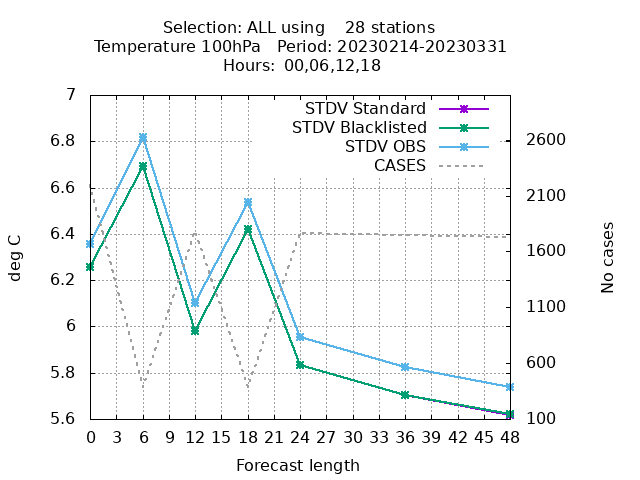 Selection: ALL using    28 stations
Temperature 100hPa   Period: 20230214-20230331
Hours:  00,06,12,18
STDV Standard
STDV Blacklisted
STDV OBS
CASES
7
6.8
6.6
6.4
6.2
6
5.8
5.6
deg C
2600
2100
1600
1100
600
100
No cases
0 3 6 9 12 15 18 21 24 27 30 33 36 39 42 45 48
Forecast length